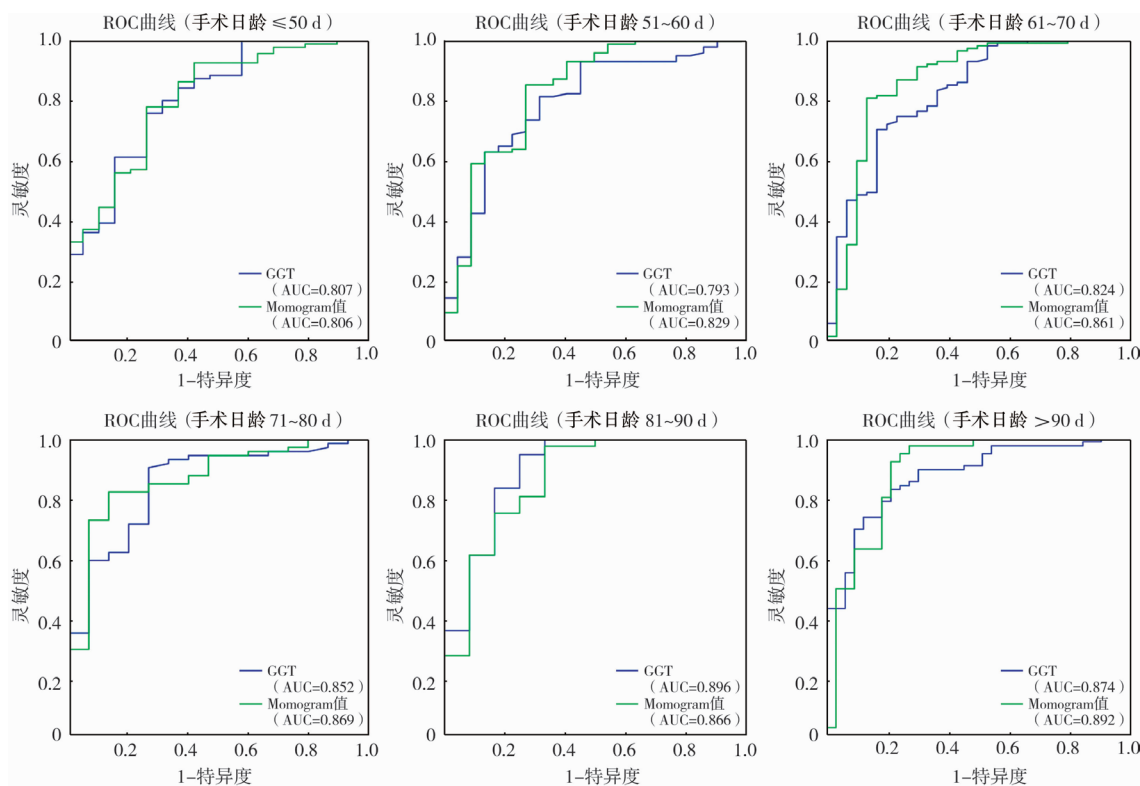 ROC曲线（手术日龄 ≤50 d）
1.0
0.8
0.6
0.4
0.2
0
灵敏度
GGT
（AUC=0.807）
Momogram值
（AUC=0.806）
0.2
0.4
0.6
0.8
1.0
1-特异度
ROC曲线（手术日龄 51~60 d）
1.0
0.8
0.6
0.4
0.2
0
灵敏度
GGT
（AUC=0.793）
Momogram值
（AUC=0.829）
0.2
0.4
0.6
0.8
1.0
1-特异度
ROC曲线（手术日龄 61~70 d）
1.0
0.8
0.6
0.4
0.2
0
灵敏度
GGT
（AUC=0.824）
Momogram值
（AUC=0.861）
0.2
0.4
0.6
0.8
1.0
1-特异度
ROC曲线（手术日龄 71~80 d）
1.0
0.8
0.6
0.4
0.2
0
灵敏度
GGT
（AUC=0.852）
Momogram值
（AUC=0.869）
0.2
0.4
0.6
0.8
1.0
1-特异度
ROC曲线（手术日龄 81~90 d）
1.0
0.8
0.6
0.4
0.2
0
灵敏度
GGT
（AUC=0.896）
Momogram值
（AUC=0.866）
0.2
0.4
0.6
0.8
1.0
1-特异度
ROC曲线（手术日龄 >90 d）
1.0
0.8
0.6
0.4
0.2
0
灵敏度
GGT
（AUC=0.874）
Momogram值
（AUC=0.892）
0.2
0.4
0.6
0.8
1.0
1-特异度